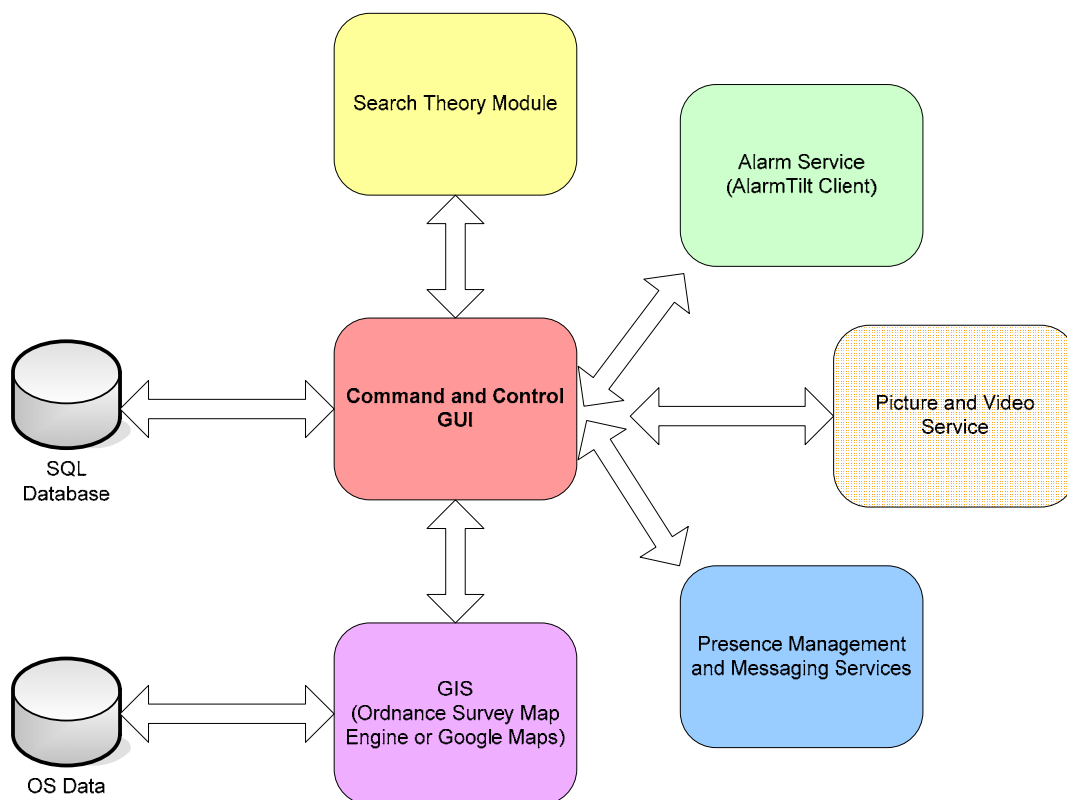 Search Theory Module
Alarm Service
(AlarmTilt Client)
Command and Control
GUI
Picture and Video
Service
SQL
Database
Presence Management
and Messaging Services
GIS
(Ordnance Survey Map
Engine or Google Maps)
OS Data